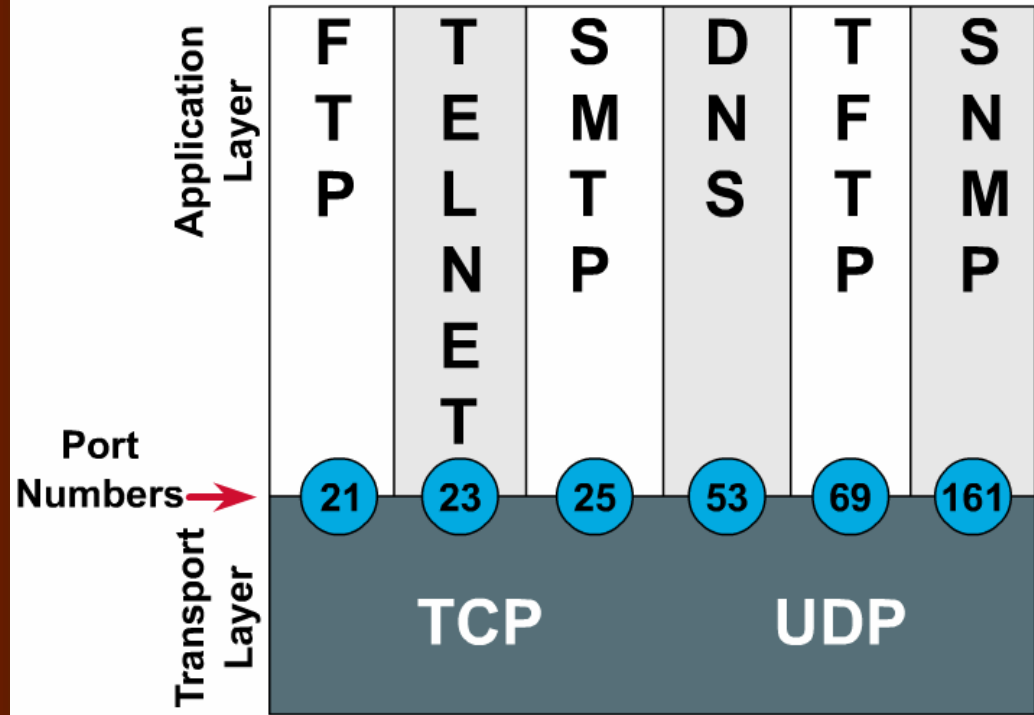 Application
Layer
FTP
TELNET
SMTP
DNS
TFTP
SNMP
Port
Numbers
21
23
25
53
69
161
Transport
Layer
TCP
UDP